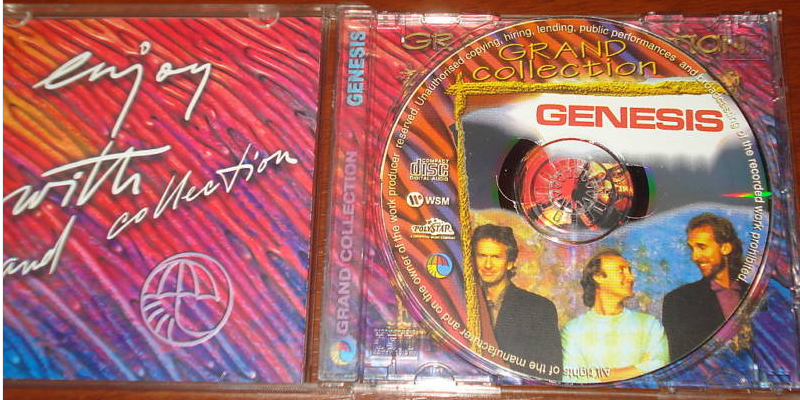 enjoy
with
and collection
GENESIS
GRAND COLLECTION
GRAND
collection
GENESIS
COMPACT
disc
DIGITAL AUDIO
WSM
POLYSTAR
All rights of the manufacturer and on the owner of the work producer reserved. Unauthorised copying, hiring, lending, public performances and broadcasting of the recorded work prohibited